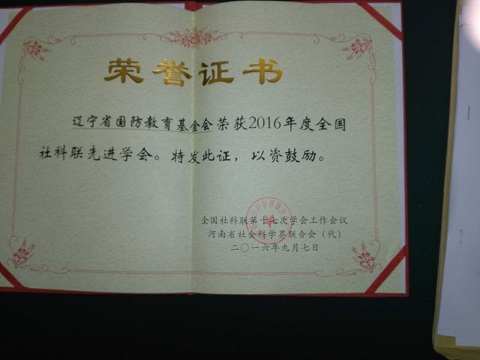 荣誉证书
辽宁省国防教育基金会荣获2016年度全国
社科联先进学会。特发此证，以资鼓励。
全国社科联第十七次学会工作会议
河南省社会科学界联合会（代）
二〇一六年九月七日